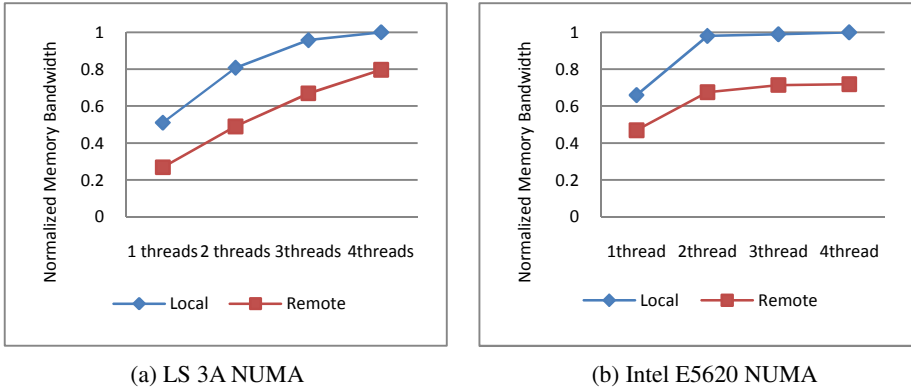 Normalized Memory Bandwidth
1
0.8
0.6
0.4
0.2
0
1 threads 2 threads 3threads 4threads
Local Remote
(a) LS 3A NUMA
Normalized Memory Bandwidth
1
0.8
0.6
0.4
0.2
0
1thread 2thread 3thread 4thread
Local Remote
(b) Intel E5620 NUMA